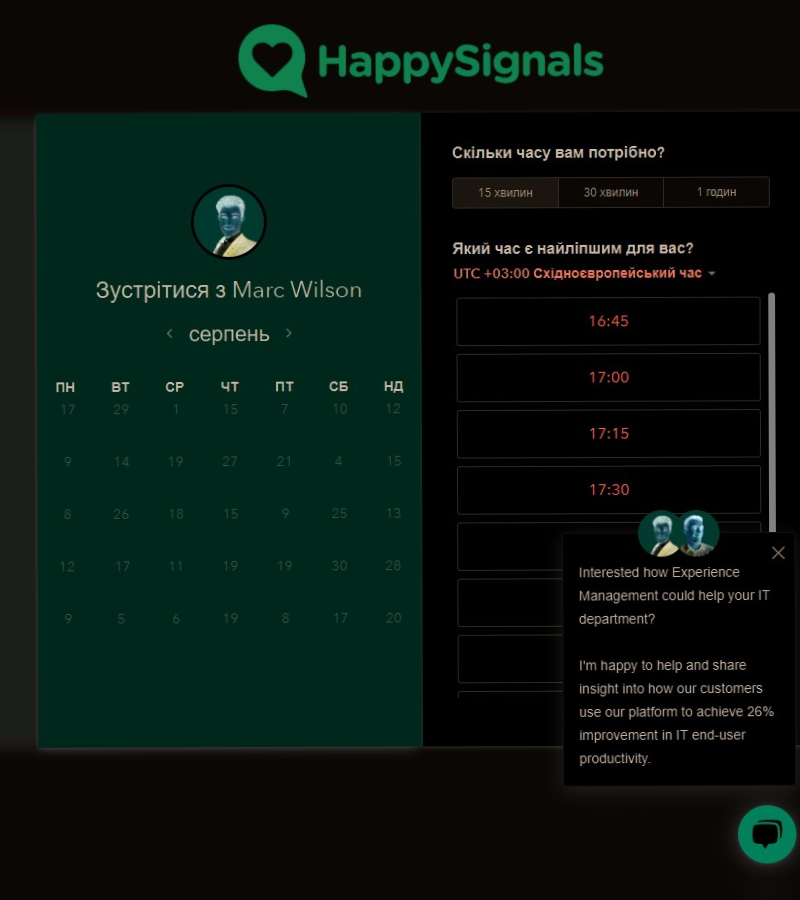 HappySignals
Зустрітися з Marc Wilson
серпень
ПН ВТ СР ЧТ ПТ СБ НД
17 29 1 15 7 10 12
9 14 19 27 21 4 15
8 26 18 15 9 25 13
12 17 11 19 19 30 28
9 5 6 19 8 17 20
Скільки часу вам потрібно?
15 хвилин 30 хвилин 1 годин
Який час є найліпшим для вас?
UTC +03:00 Східноєвропейський час
16:45
17:00
17:15
17:30
Interested how Experience
Management could help your IT
department?
I'm happy to help and share
insight into how our customers
use our platform to achieve 26%
improvement in IT end-user
productivity.